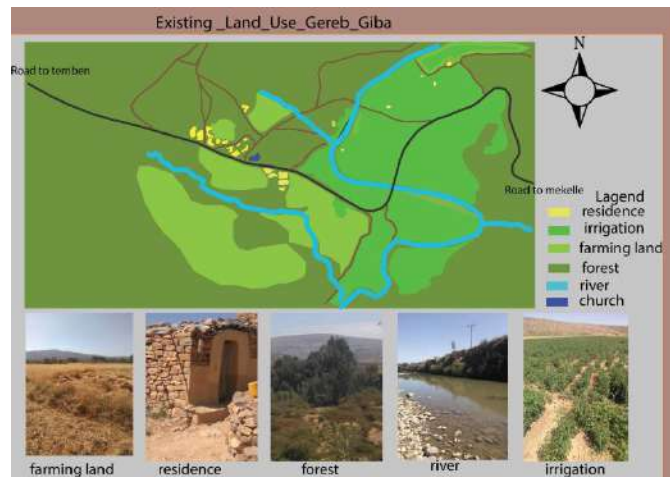 Existing _Land_Use_Gereb_Giba
N
Road to temben
Road to mekelle
Lagend
residence
irrigation
farming land
forest
river
church
farming land
residence
forest
river
irrigation